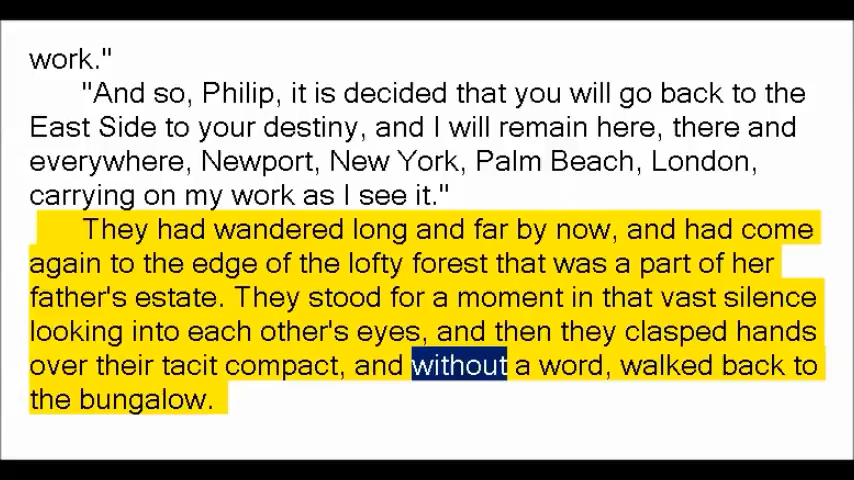 work."
"And so, Philip, it is decided that you will go back to the
East Side to your destiny, and I will remain here, there and
everywhere, Newport, New York, Palm Beach, London,
carrying on my work as I see it."
They had wandered long and far by now, and had come
again to the edge of the lofty forest that was a part of her
father's estate. They stood for a moment in that vast silence
looking into each other's eyes, and then they clasped hands
over their tacit compact, and without a word, walked back to
the bungalow.